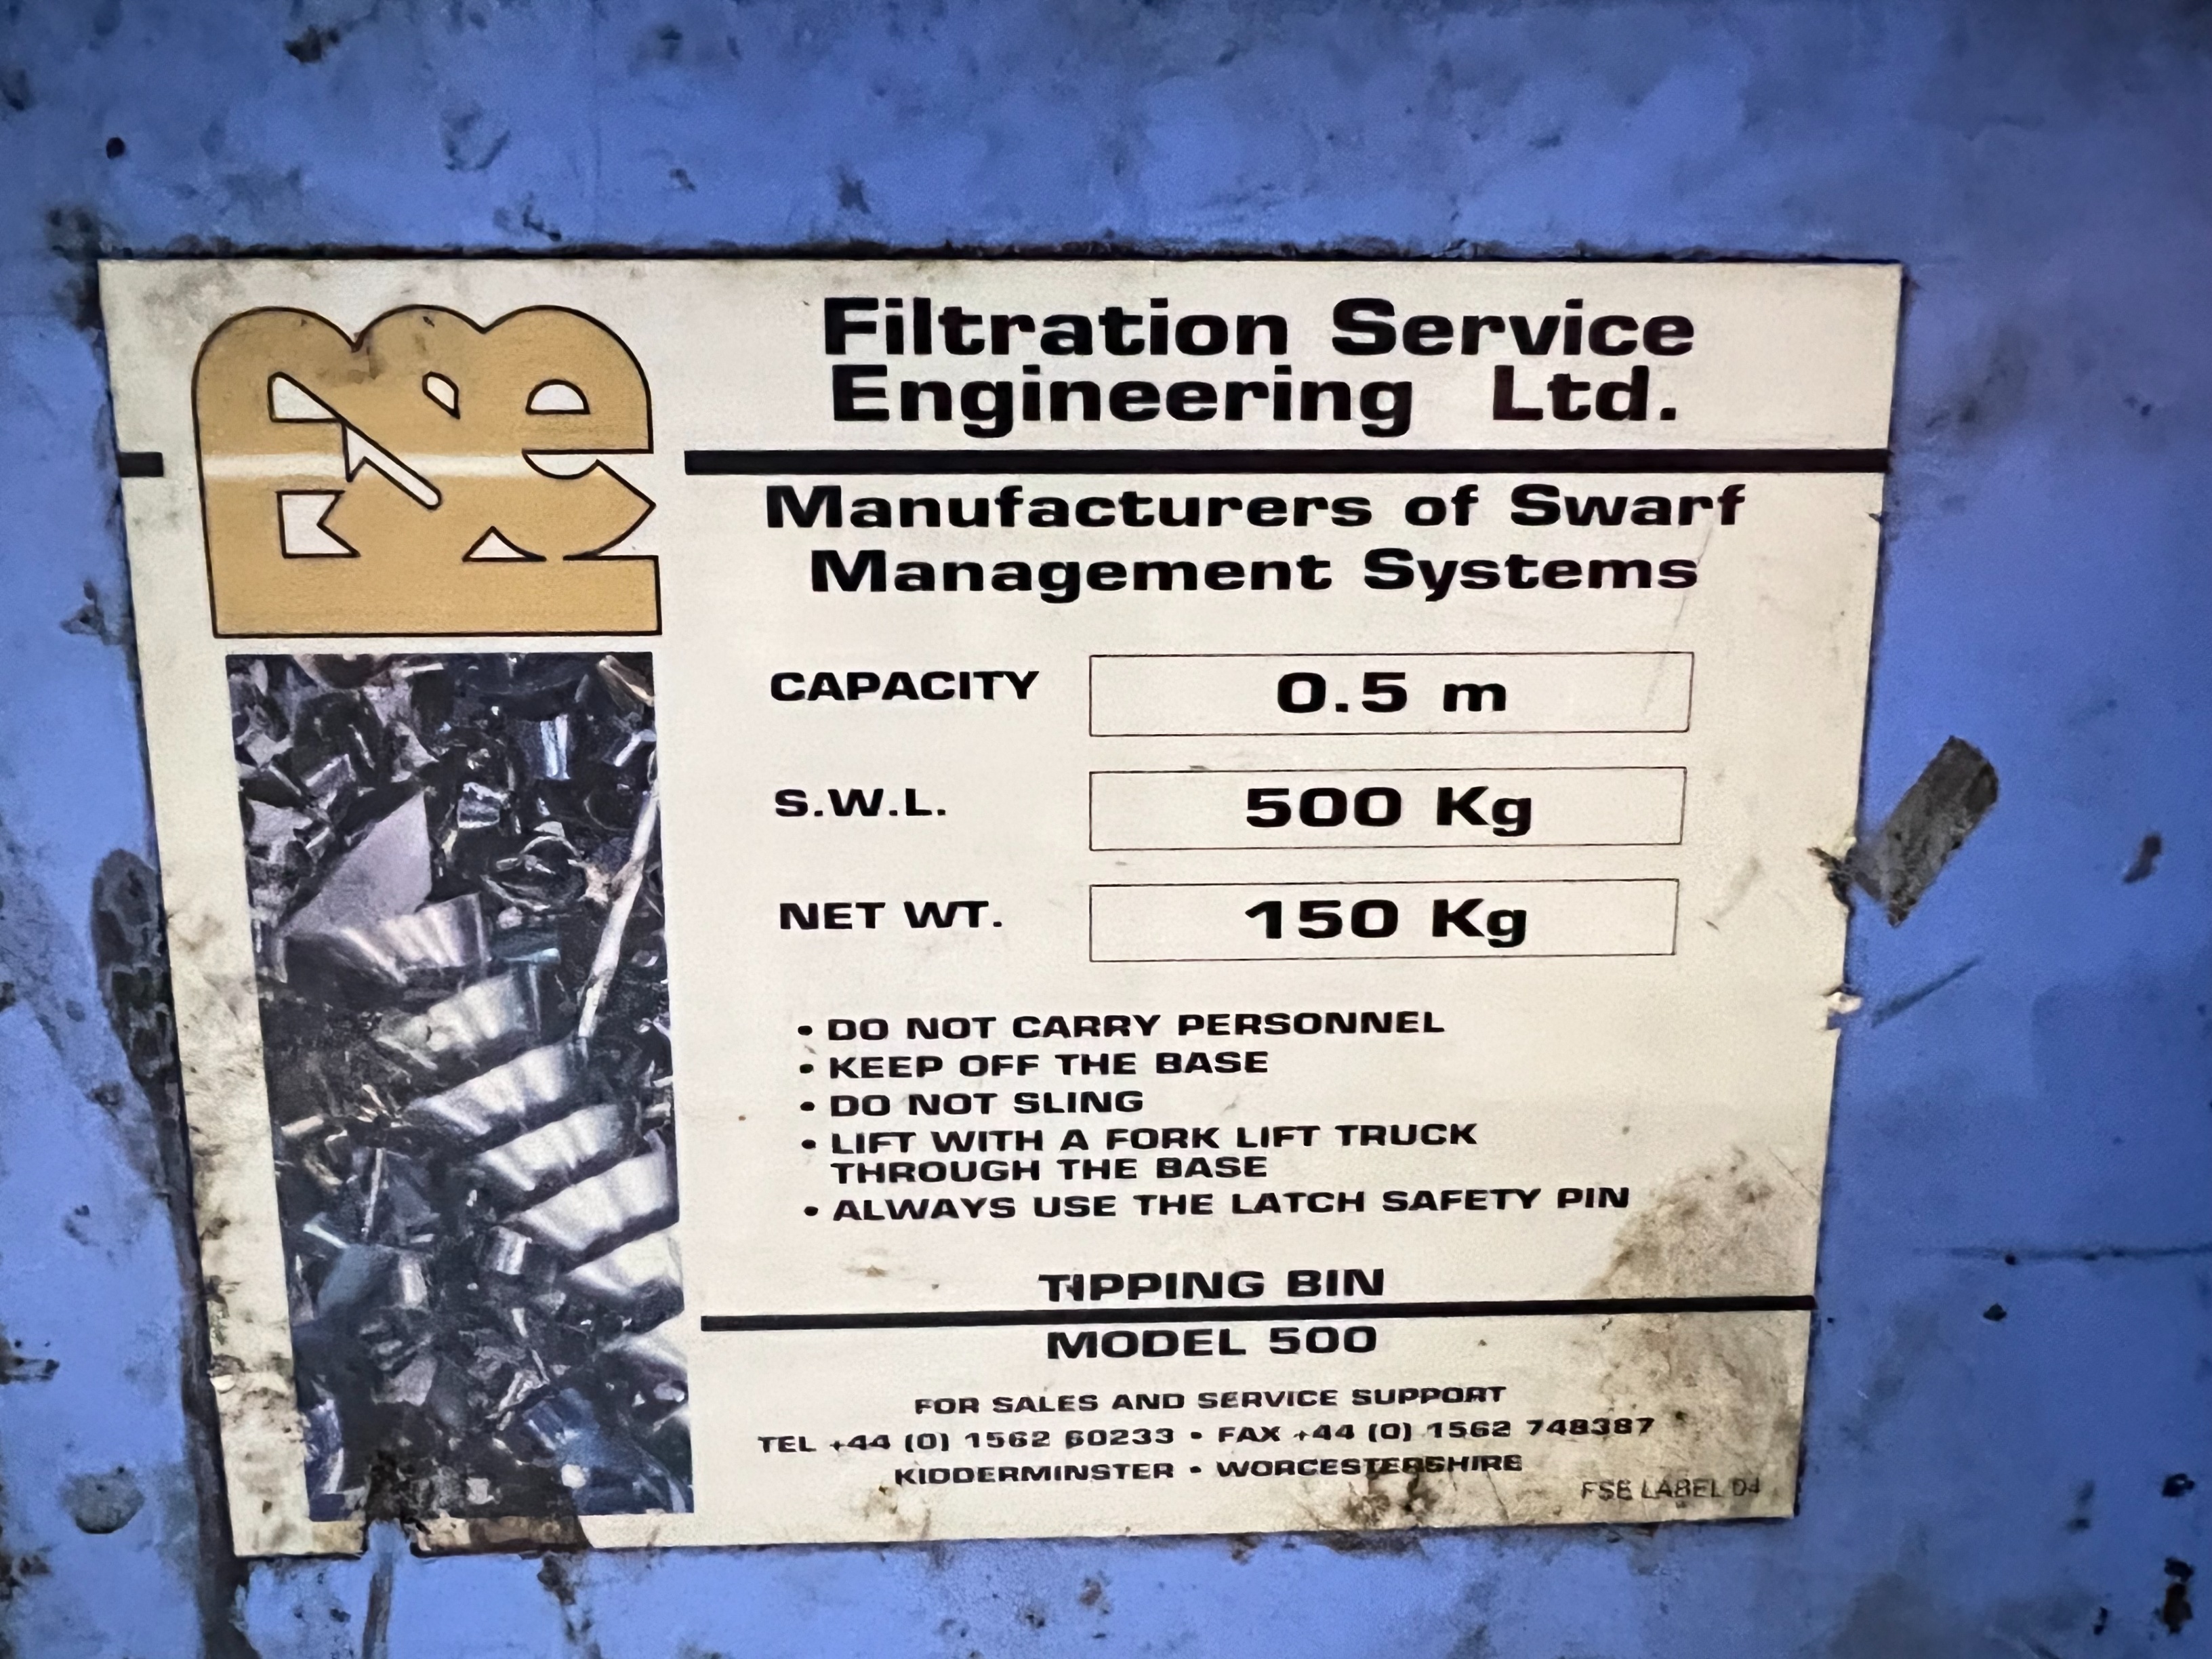 Filtration Service
Engineering Ltd.
Manufacturers of Swarf
Management Systems
CAPACITY 0.5 m
S.W.L. 500 Kg
NET WT. 150 Kg
• DO NOT CARRY PERSONNEL
• KEEP OFF THE BASE
• DO NOT SLING
• LIFT WITH A FORK LIFT TRUCK
THROUGH THE BASE
• ALWAYS USE THE LATCH SAFETY PIN
TIPPING BIN
MODEL 500
FOR SALES AND SERVICE SUPPORT
TEL +44 (0) 1562 60233 • FAX +44 (0) 1562 748387
KIDDERMINSTER • WORCESTERSHIRE
FSE LABEL D4